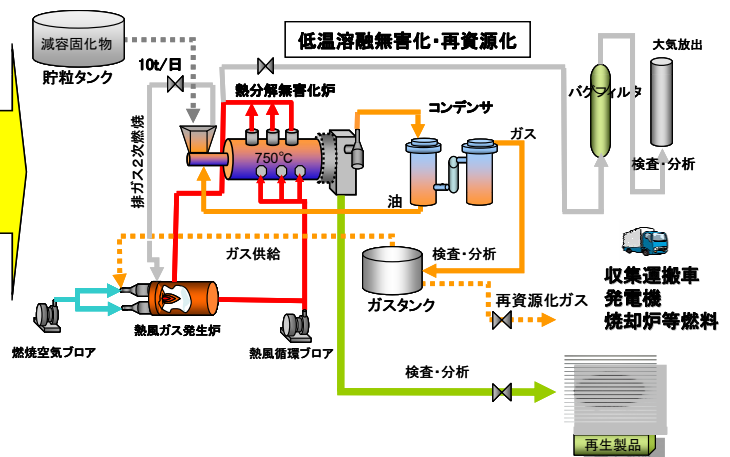 低温溶融無害化・再資源化
減容固化物
貯粒タンク
10t/日
熱分解無害化炉
750℃
コンデンサ
ガス
油
大気放出
バグフィルタ
検査・分析
排ガス2次燃焼
ガス供給
検査・分析
ガスタンク
再資源化ガス
収集運搬車
発電機
焼却炉等燃料
熱風ガス発生炉
燃焼空気ブロア
熱風循環ブロア
検査・分析
再生製品